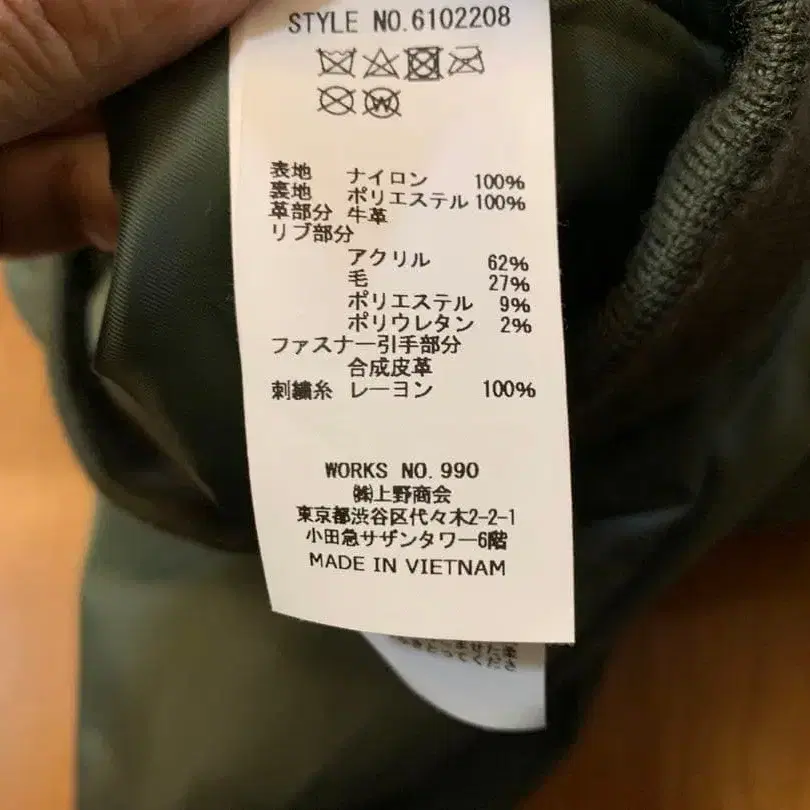 STYLE NO.6102208
W
表地 ナイロン 100%
裏地 ポリエステル 100%
革部分 牛革
リブ部分
アクリル 62%
毛 27%
ポリエステル 9%
ポリウレタン 2%
ファスナー引手部分
合成皮革
刺繍糸 レーヨン 100%
WORKS NO.990
㈱上野商会
東京都渋谷区代々木2-2-1
小田急サザンタワー6階
MADE IN VIETNAM